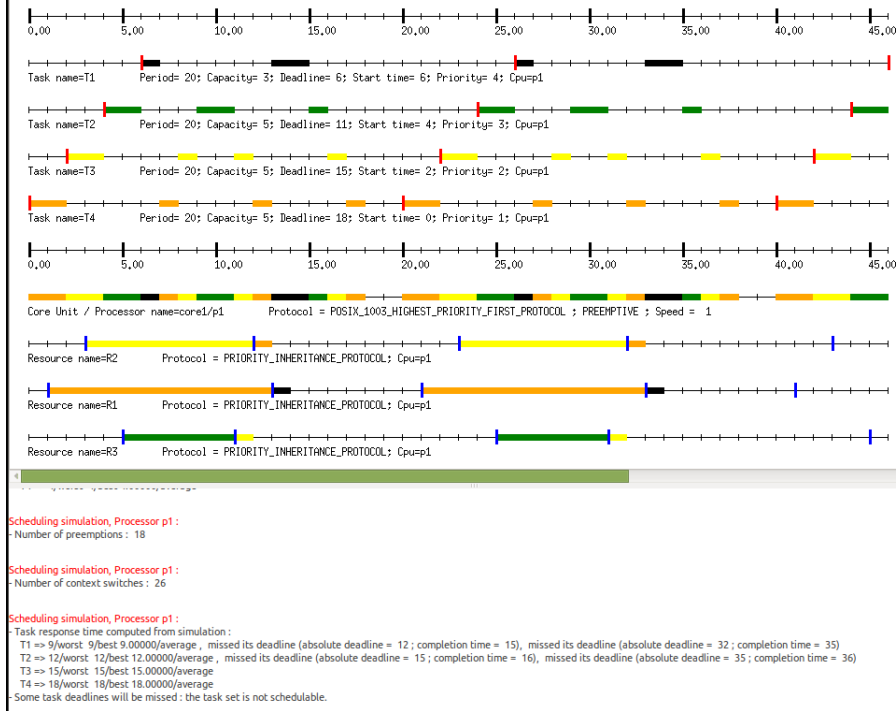 0.00 5.00 10.00 15.00 20.00 25.00 30.00 35.00 40.00 45.00
Task name=T1 Period= 20; Capacity= 3; Deadline= 6; Start time= 6; Priority= 4; Cpu=p1
Task name=T2 Period= 20; Capacity= 5; Deadline= 11; Start time= 4; Priority= 3; Cpu=p1
Task name=T3 Period= 20; Capacity= 5; Deadline= 15; Start time= 2; Priority= 2; Cpu=p1
Task name=T4 Period= 20; Capacity= 5; Deadline= 18; Start time= 0; Priority= 1; Cpu=p1
0.00 5.00 10.00 15.00 20.00 25.00 30.00 35.00 40.00 45.00
Core Unit / Processor name=core1/p1 Protocol = POSIX_1003_HIGHEST_PRIORITY_FIRST_PROTOCOL ; PREEMPTIVE ; Speed = 1
Resource name=R2 Protocol = PRIORITY_INHERITANCE_PROTOCOL; Cpu=p1
Resource name=R1 Protocol = PRIORITY_INHERITANCE_PROTOCOL; Cpu=p1
Resource name=R3 Protocol = PRIORITY_INHERITANCE_PROTOCOL; Cpu=p1
Scheduling simulation, Processor p1 :
- Number of preemptions : 18
Scheduling simulation, Processor p1 :
- Number of context switches : 26
Scheduling simulation, Processor p1 :
- Task response time computed from simulation :
T1 => 9/worst 9/best 9.00000/average , missed its deadline (absolute deadline = 12 ; completion time = 15), missed its deadline (absolute deadline = 32 ; completion time = 35)
T2 => 12/worst 12/best 12.00000/average , missed its deadline (absolute deadline = 15 ; completion time = 16), missed its deadline (absolute deadline = 35 ; completion time = 36)
T3 => 15/worst 15/best 15.00000/average
T4 => 18/worst 18/best 18.00000/average
- Some task deadlines will be missed : the task set is not schedulable.